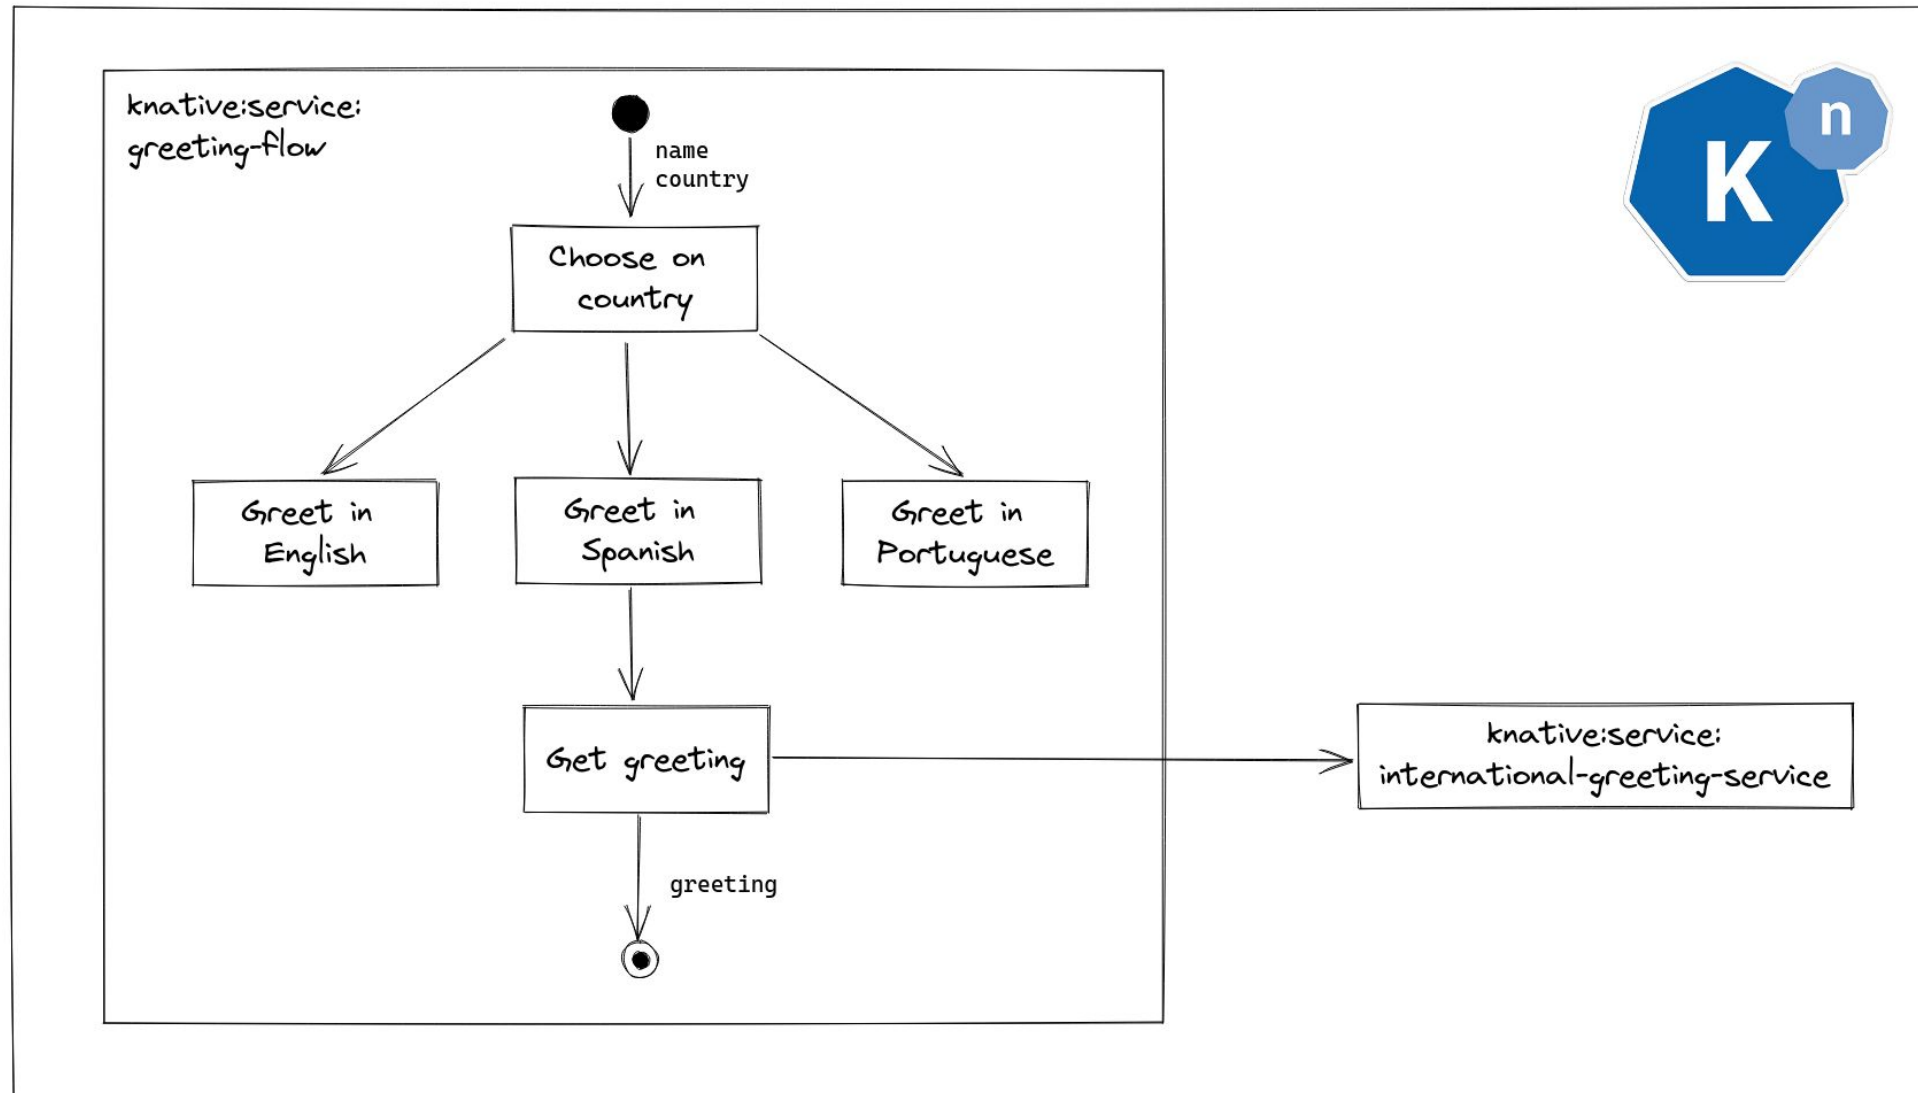 knative:service:
greeting-flow
name
country
Choose on
country
Greet in
English
Greet in
Spanish
Greet in
Portuguese
Get greeting
greeting
knative:service:
international-greeting-service
K
n